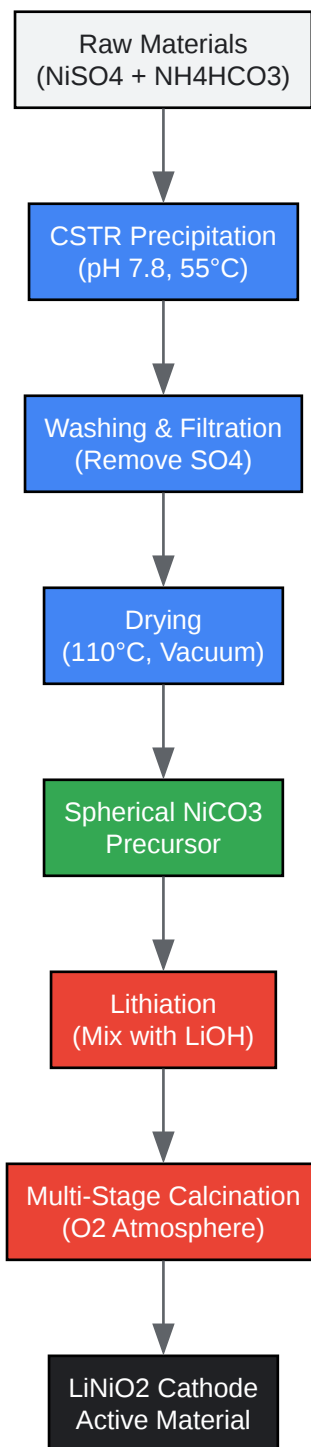 Raw Materials
(NiSO4 + NH4HCO3)
CSTR Precipitation
(pH 7.8, 55°C)
Washing & Filtration
(Remove SO4)
Drying
(110°C, Vacuum)
Spherical NiCO3
Precursor
Lithiation
(Mix with LiOH)
Multi-Stage Calcination
(O2 Atmosphere)
LiNiO2 Cathode
Active Material